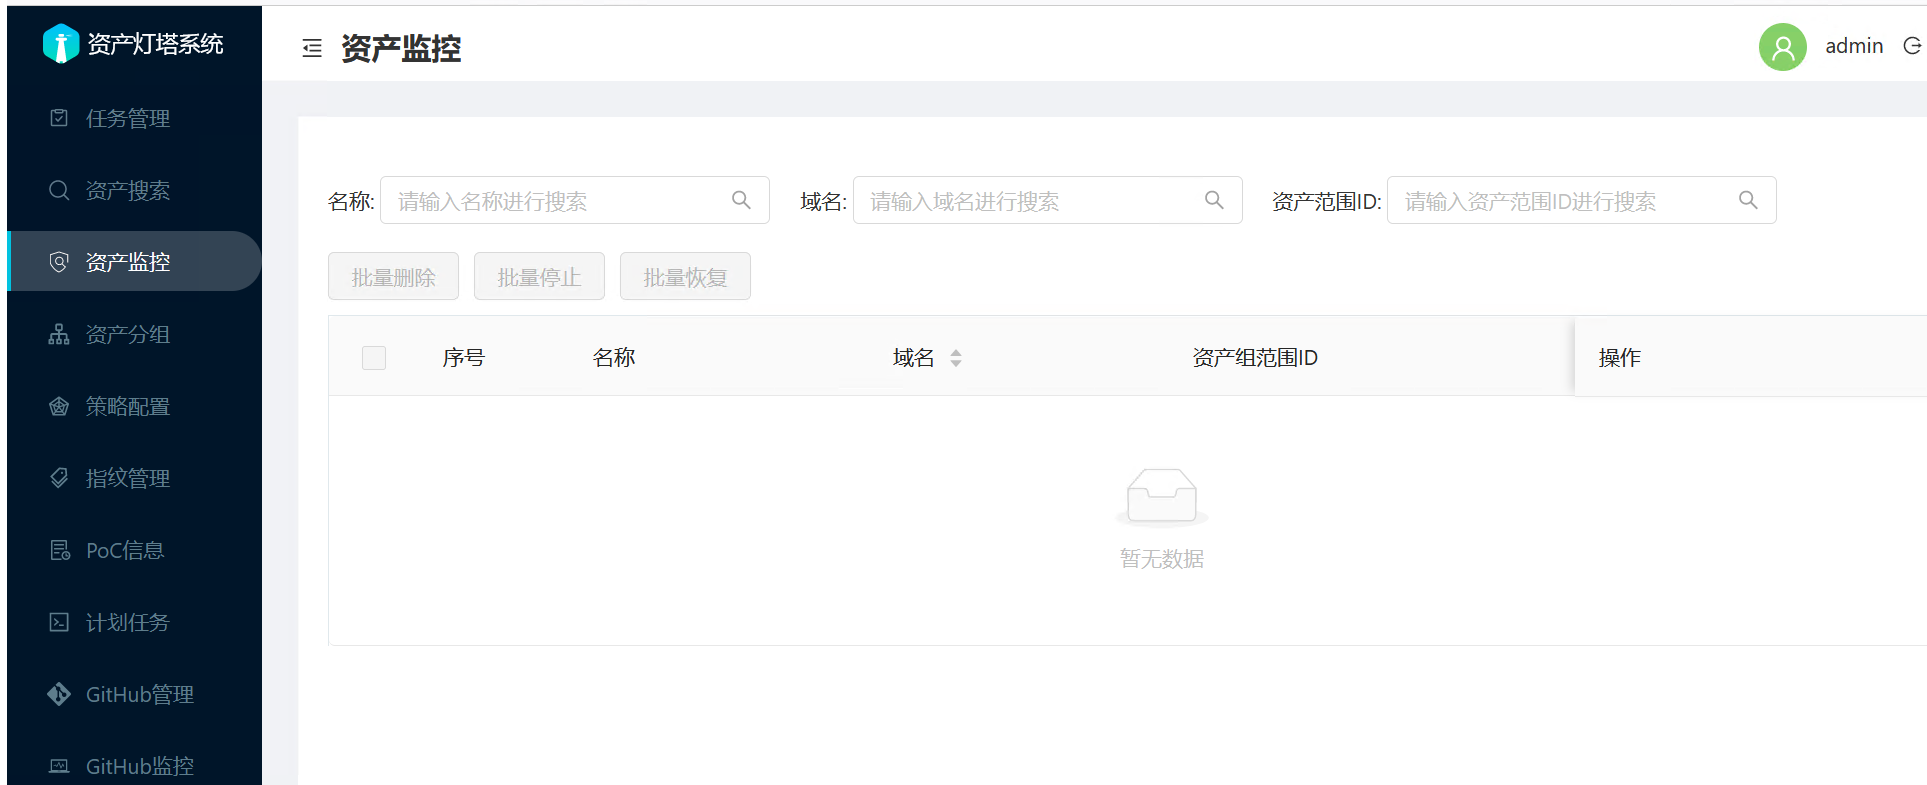 资产灯塔系统
资产监控
admin
任务管理
资产搜索
资产监控
资产分组
策略配置
指纹管理
PoC信息
计划任务
GitHub管理
GitHub监控
名称: 请输入名称进行搜索 域名: 请输入域名进行搜索 资产范围ID: 请输入资产范围ID进行搜索
批量删除 批量停止 批量恢复
序号 名称 域名 资产组范围ID 操作
暂无数据